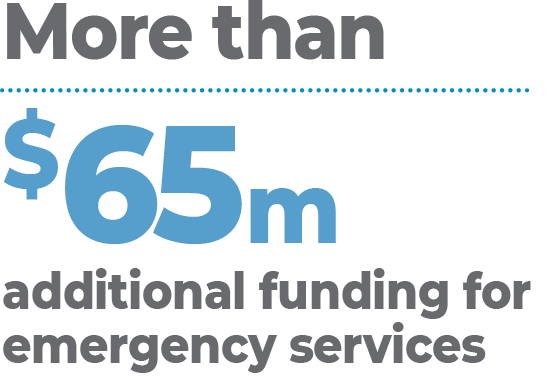 More than
$65m
additional funding for
emergency services